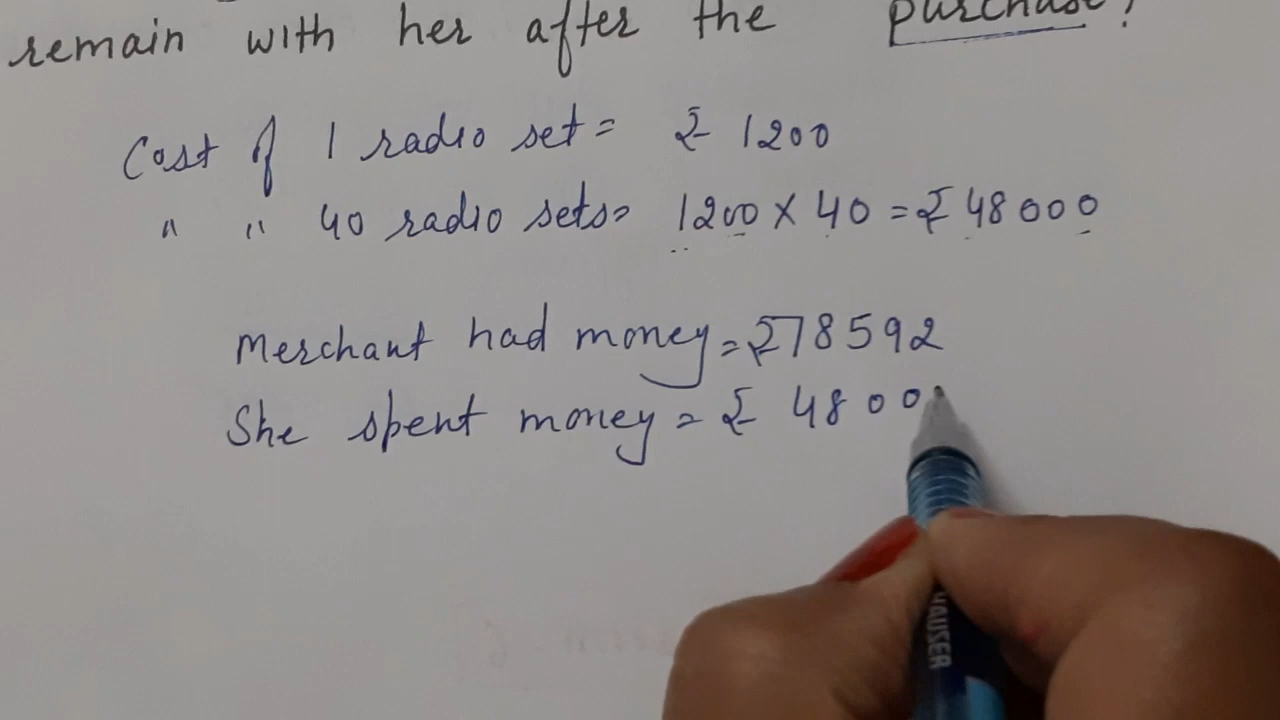 remain with her after the purchase?
Cost of 1 radio set = ₹ 1200
" " 40 radio sets = 1200 × 40 = ₹ 48000
Merchant had money = ₹78592
She spent money = ₹ 4800
HAUSER